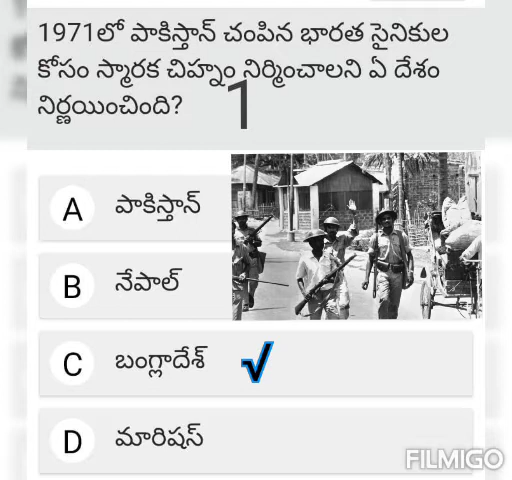 1971లో పాకిస్తాన్ చంపిన భారత సైనికుల
కోసం స్మారక చిహ్నం నిర్మించాలని ఏ దేశం
నిర్ణయించింది?
1
A పాకిస్తాన్
B నేపాల్
C బంగ్లాదేశ్ √
D మారిషస్
FILMIGO